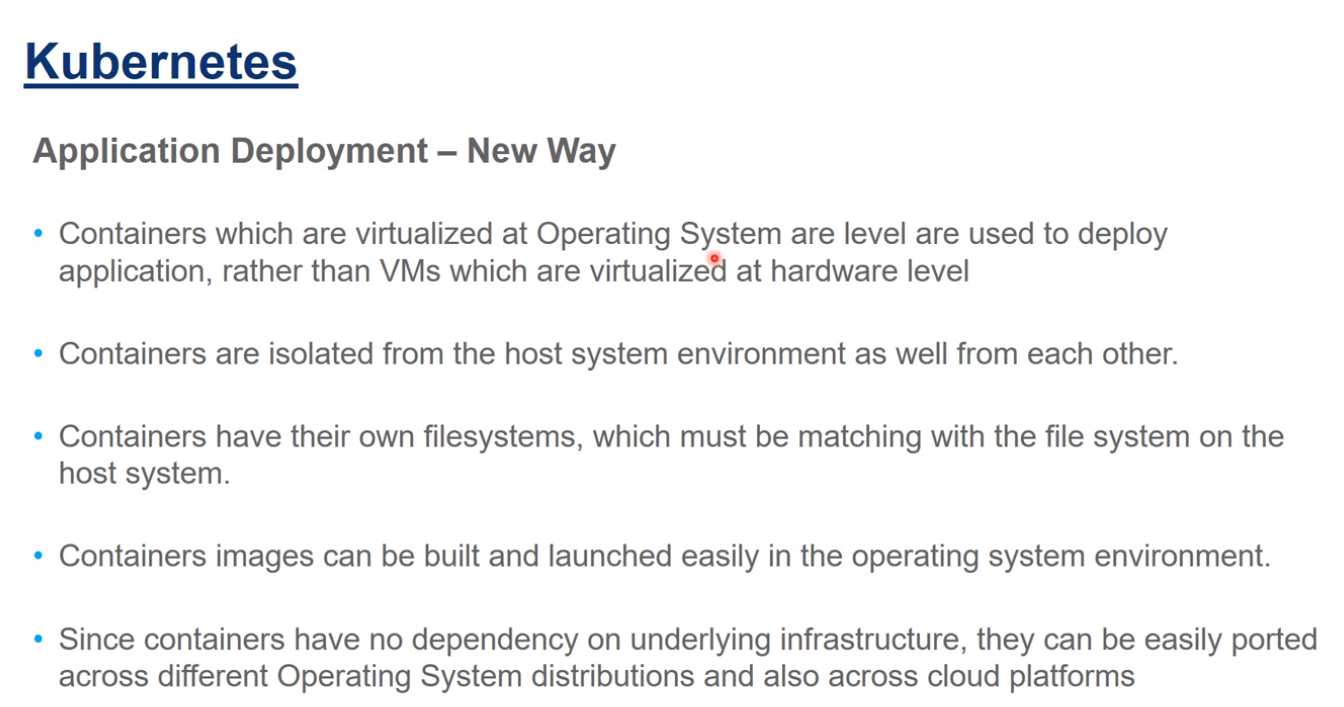 Kubernetes
Application Deployment – New Way
• Containers which are virtualized at Operating System are level are used to deploy
application, rather than VMs which are virtualized at hardware level
• Containers are isolated from the host system environment as well from each other.
• Containers have their own filesystems, which must be matching with the file system on the
host system.
• Containers images can be built and launched easily in the operating system environment.
• Since containers have no dependency on underlying infrastructure, they can be easily ported
across different Operating System distributions and also across cloud platforms